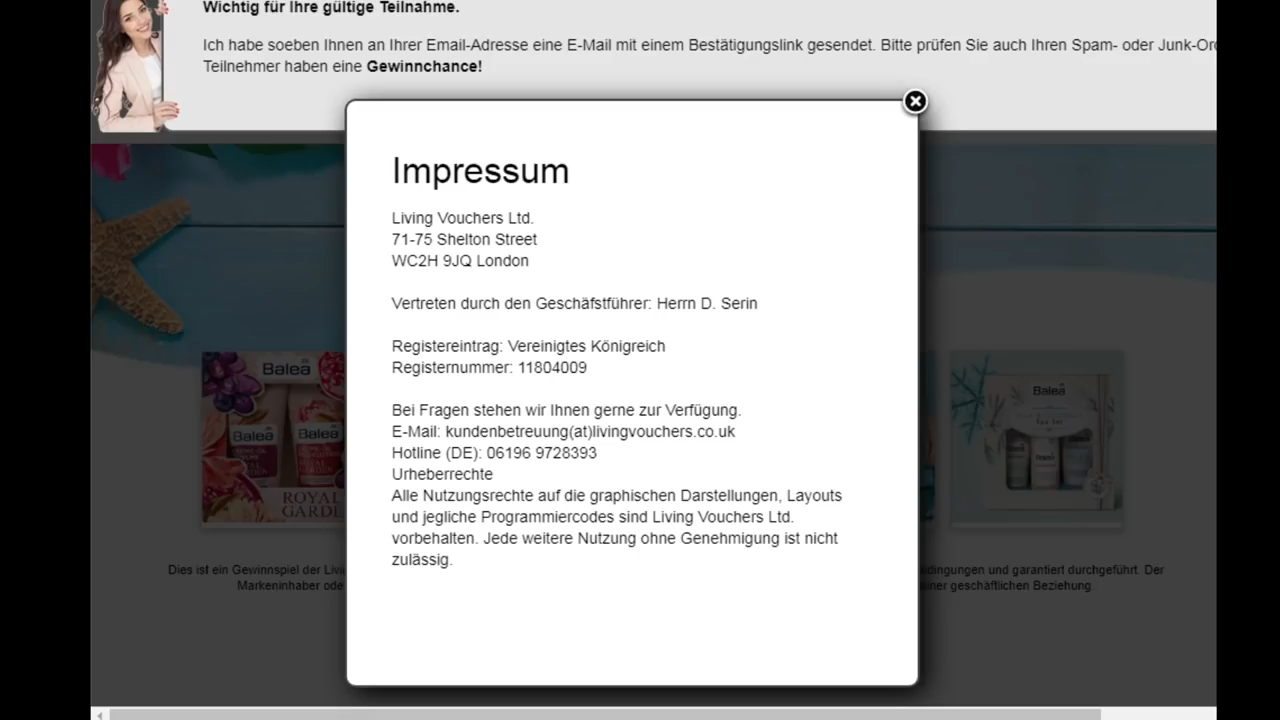 Wichtig für Ihre gültige Teilnahme.
Ich habe soeben Ihnen an Ihrer Email-Adresse eine E-Mail mit einem Bestätigungslink gesendet. Bitte prüfen Sie auch Ihren Spam- oder Junk-Or
Teilnehmer haben eine Gewinnchance!
Impressum
Living Vouchers Ltd.
71-75 Shelton Street
WC2H 9JQ London
Vertreten durch den Geschäfstführer: Herrn D. Serin
Registereintrag: Vereinigtes Königreich
Registernummer: 11804009
Bei Fragen stehen wir Ihnen gerne zur Verfügung.
E-Mail: kundenbetreuung(at)livingvouchers.co.uk
Hotline (DE): 06196 9728393
Urheberrechte
Alle Nutzungsrechte auf die graphischen Darstellungen, Layouts
und jegliche Programmiercodes sind Living Vouchers Ltd.
vorbehalten. Jede weitere Nutzung ohne Genehmigung ist nicht
zulässig.
Balea
Balea Balea
ROYAL
GARDE
Balea
Dies ist ein Gewinnspiel der Livi
dingungen und garantiert durchgeführt. Der
Markeninhaber ode
einer geschäftlichen Beziehung.